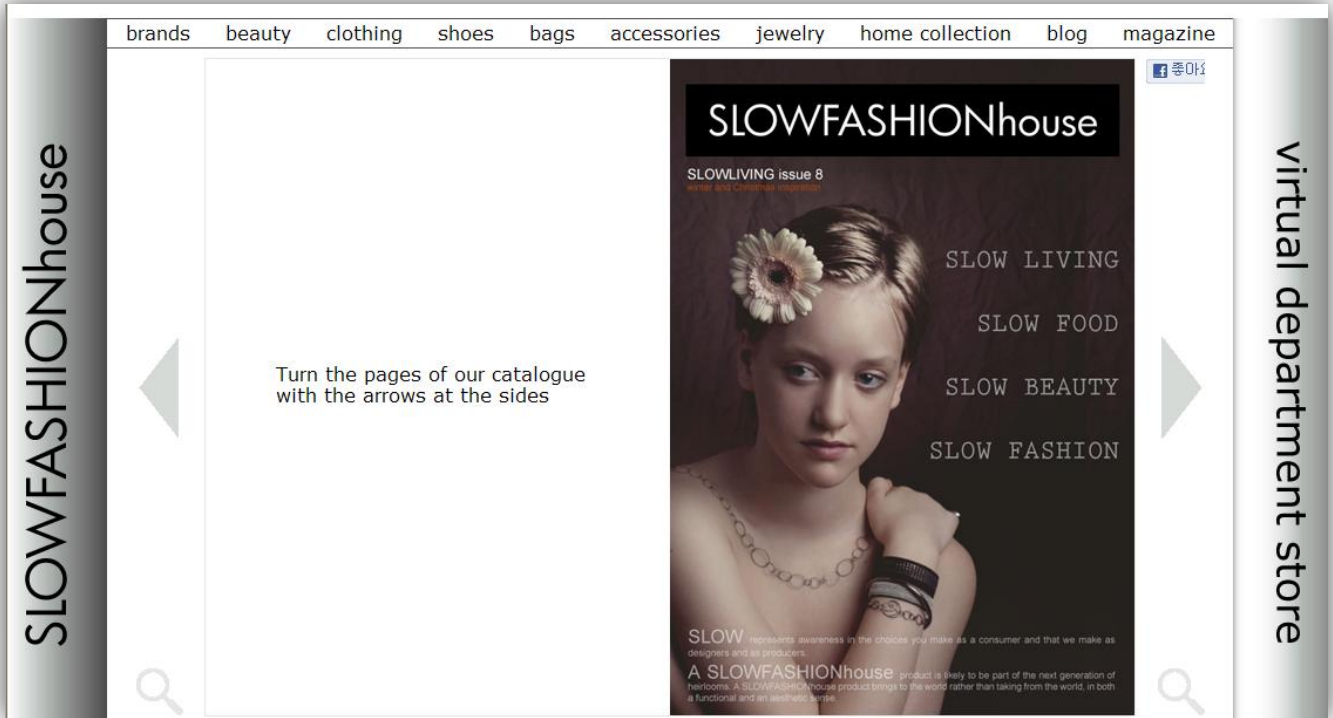 brands beauty clothing shoes bags accessories jewelry home collection blog magazine
SLOWFASHIONhouse
Turn the pages of our catalogue
with the arrows at the sides
SLOWFASHIONhouse
SLOWLIVING issue 8
winter and Christmas inspiration
SLOW LIVING
SLOW FOOD
SLOW BEAUTY
SLOW FASHION
SLOW represents awareness in the choices you make as a consumer and that we make as
designers and as producers.
A SLOWFASHIONhouse product is likely to be part of the next generation of
heirlooms. A SLOWFASHIONhouse product brings to the world rather than taking from the world, in both
a functional and an aesthetic sense.
virtual department store